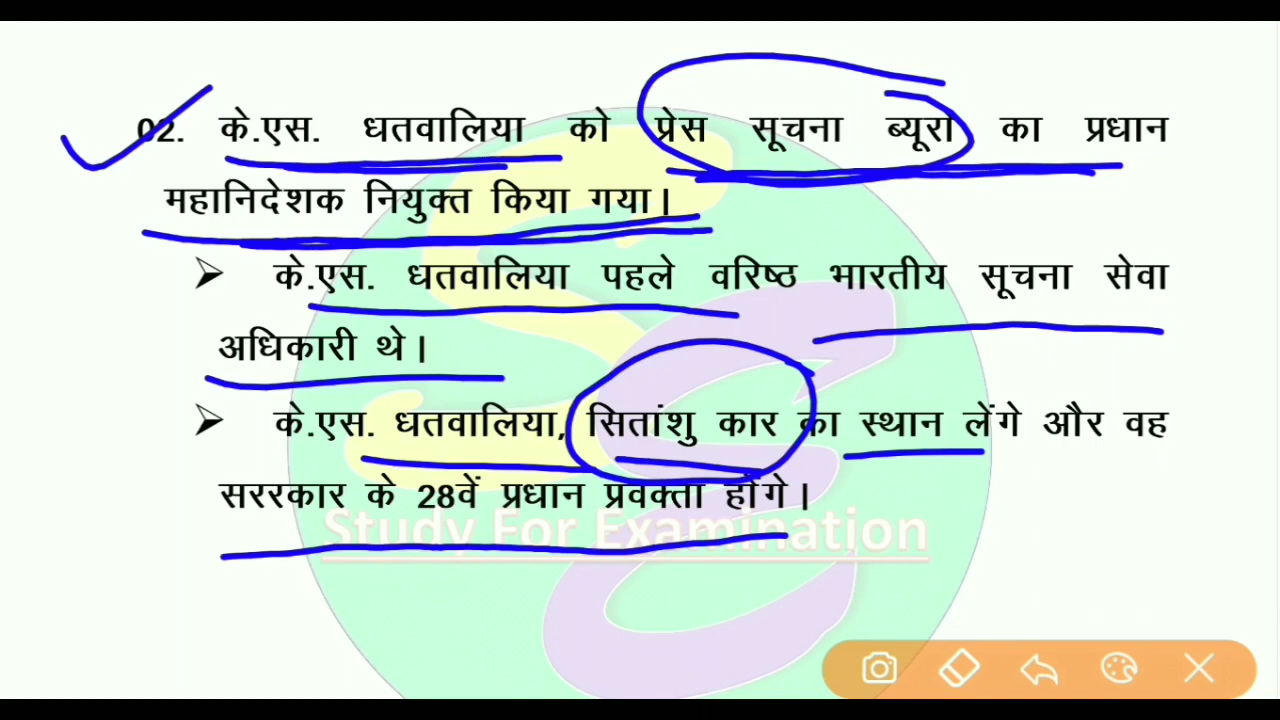 02. के.एस. धतवालिया को प्रेस सूचना ब्यूरो का प्रधान
महानिदेशक नियुक्त किया गया।
के.एस. धतवालिया पहले वरिष्ठ भारतीय सूचना सेवा
अधिकारी थे।
के.एस. धतवालिया, सितांशु कार का स्थान लेंगे और वह
सररकार के 28वें प्रधान प्रवक्ता होंगे।
Study For Examination